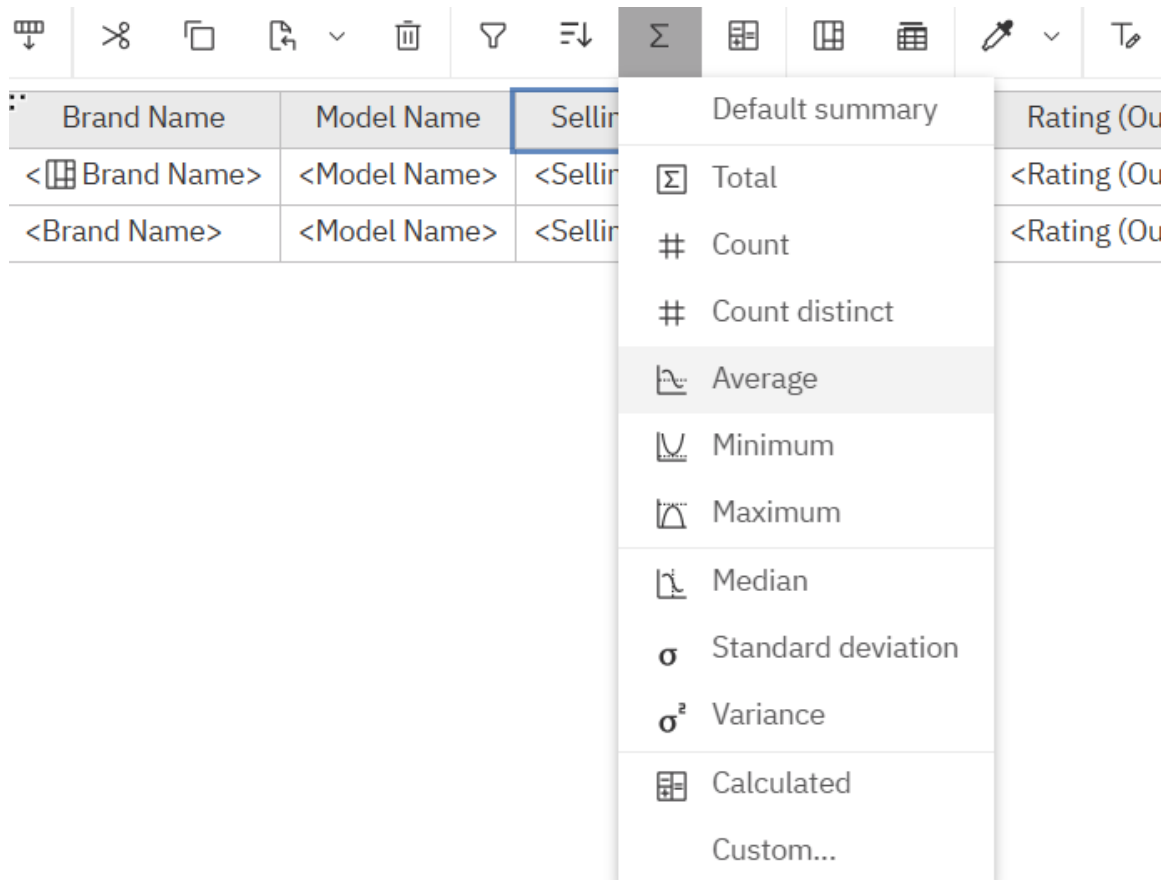 Brand Name Model Name Sellin Rating (Ou
<Brand Name> <Model Name> <Sellin <Rating (Ou
<Brand Name> <Model Name> <Sellin <Rating (Ou
Default summary
Σ Total
Count
Count distinct
Average
Minimum
Maximum
Median
σ Standard deviation
σ² Variance
Calculated
Custom...